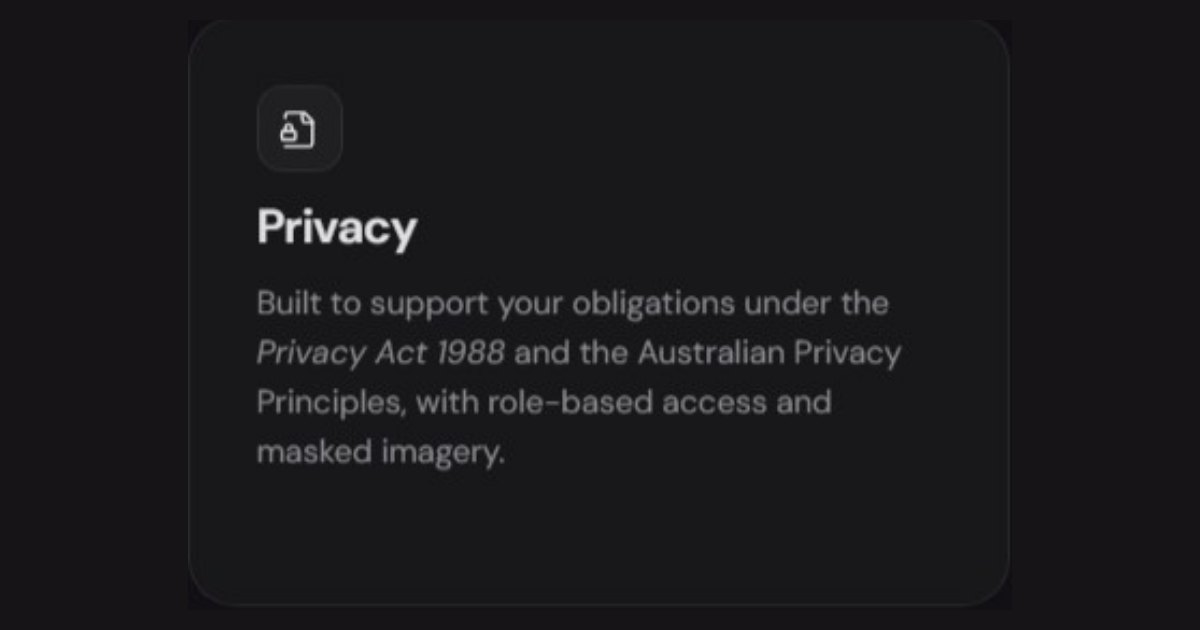 Privacy
Built to support your obligations under the
Privacy Act 1988 and the Australian Privacy
Principles, with role-based access and
masked imagery.